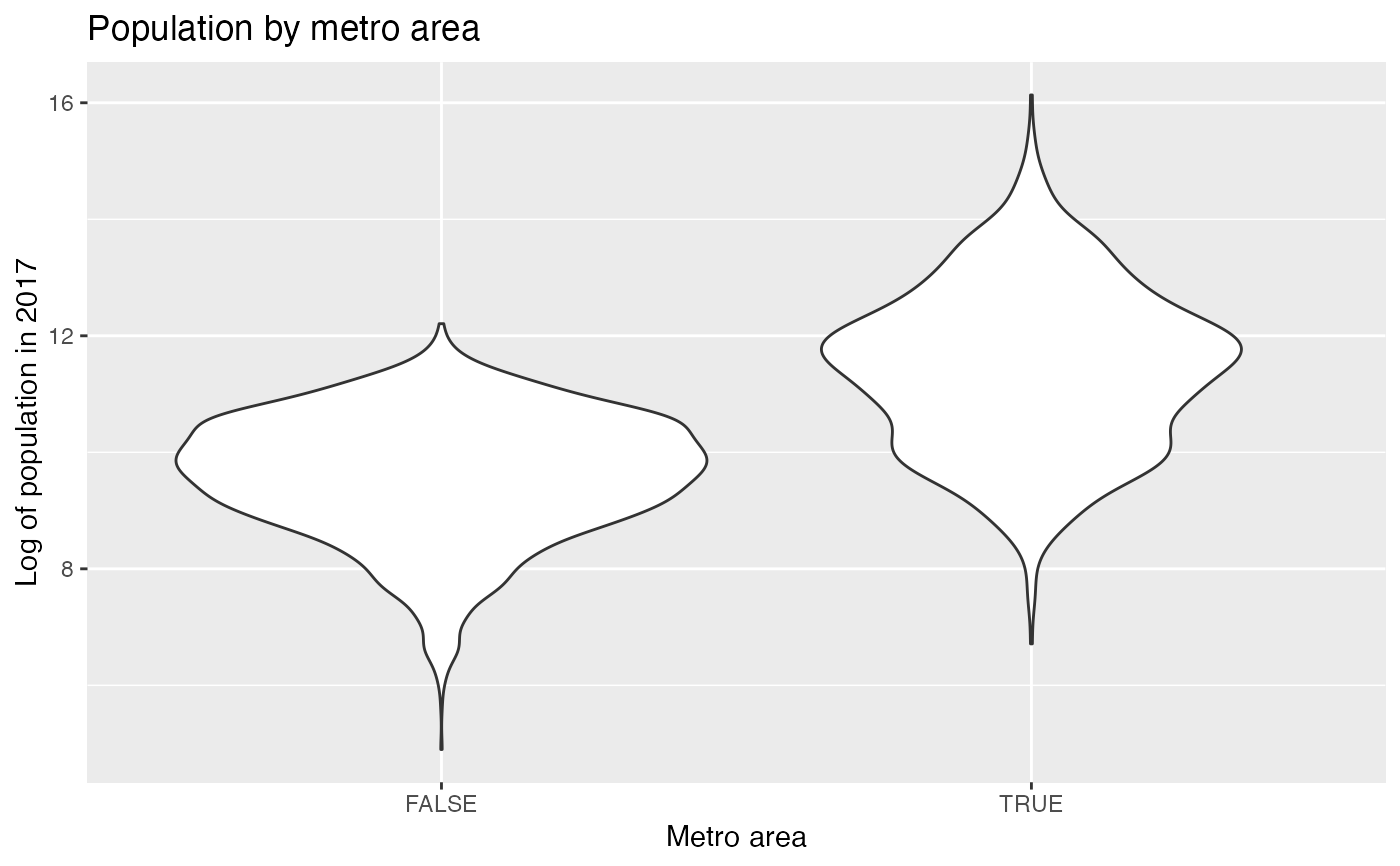 Population by metro area
16
12
8
Log of population in 2017
FALSE
TRUE
Metro area